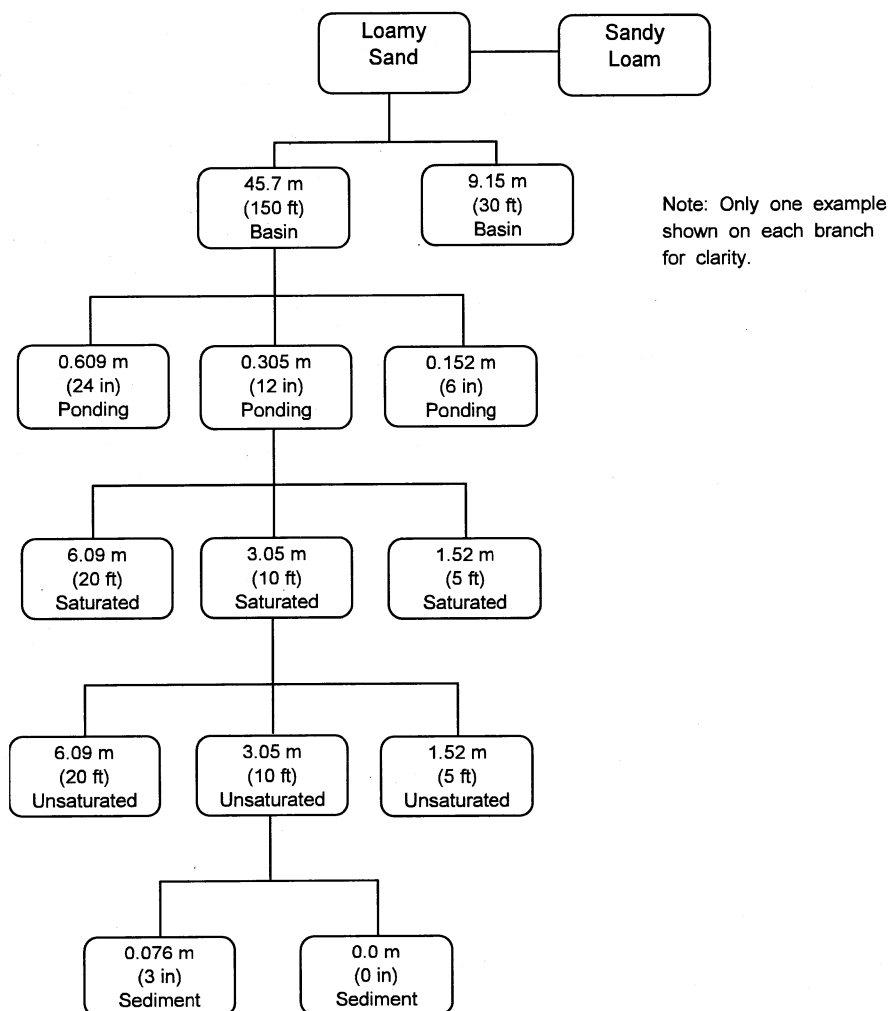 Loamy
Sand
Sandy
Loam
45.7 m
(150 ft)
Basin
9.15 m
(30 ft)
Basin
Note: Only one example
shown on each branch
for clarity.
0.609 m
(24 in)
Ponding
0.305 m
(12 in)
Ponding
0.152 m
(6 in)
Ponding
6.09 m
(20 ft)
Saturated
3.05 m
(10 ft)
Saturated
1.52 m
(5 ft)
Saturated
6.09 m
(20 ft)
Unsaturated
3.05 m
(10 ft)
Unsaturated
1.52 m
(5 ft)
Unsaturated
0.076 m
(3 in)
Sediment
0.0 m
(0 in)
Sediment